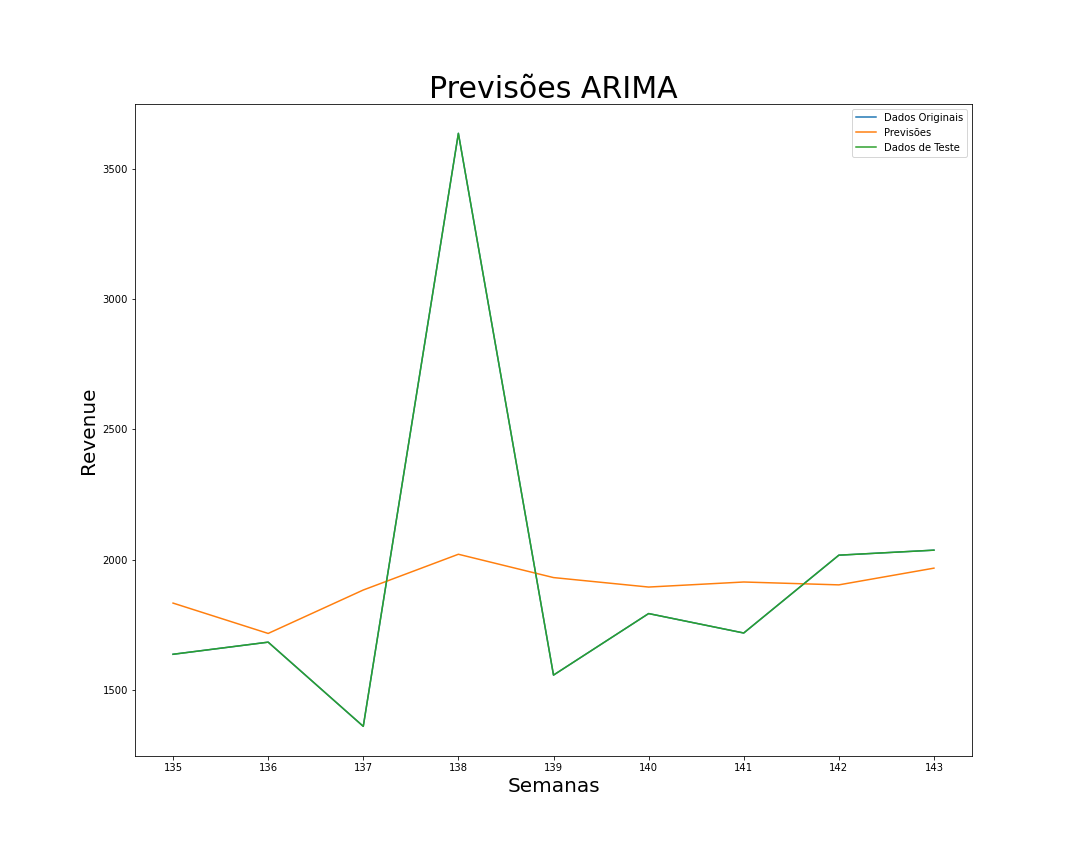 Previsões ARIMA
Dados Originais
Previsões
Dados de Teste
3500
3000
2500
2000
1500
Revenue
135 136 137 138 139 140 141 142 143
Semanas